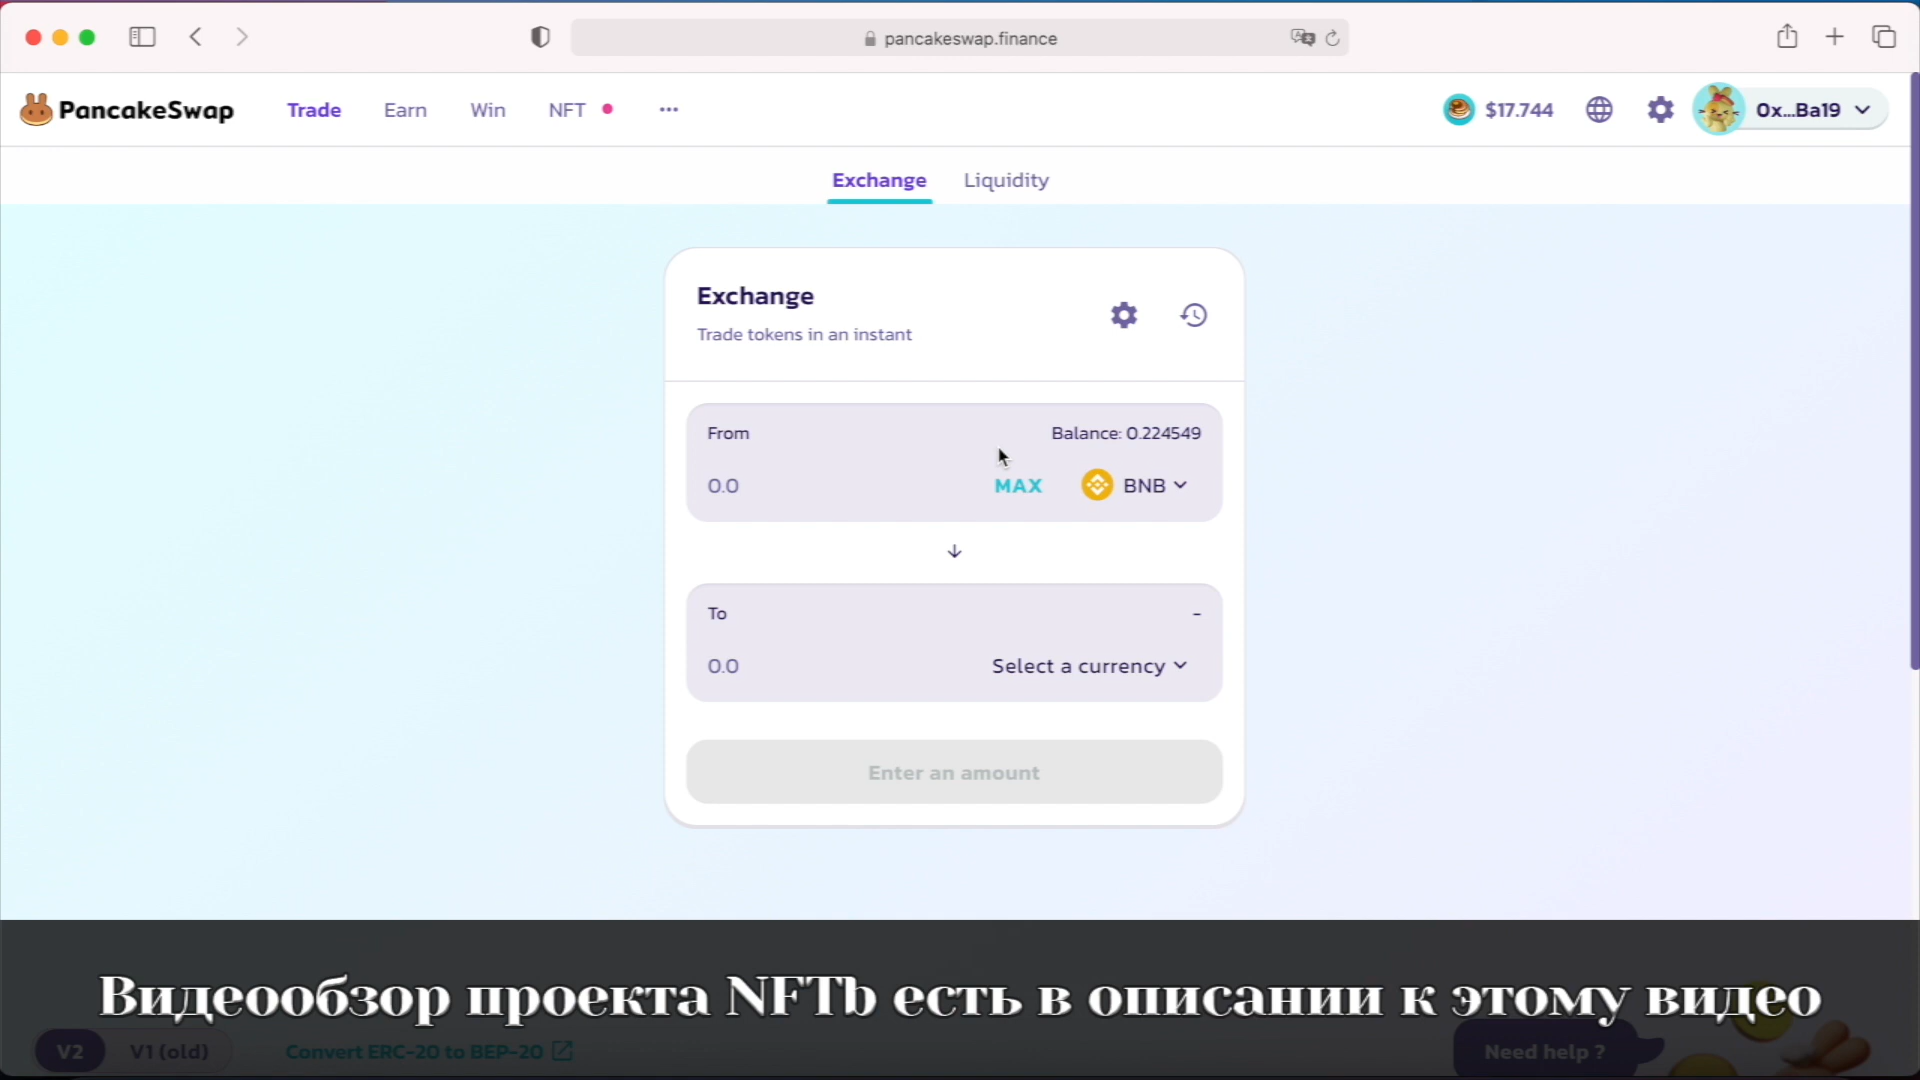 pancakeswap.finance
PancakeSwap
Trade
Earn
Win
NFT
$17.744
0x...Ba19
Exchange
Liquidity
Exchange
Trade tokens in an instant
From
Balance: 0.224549
0.0
MAX
BNB
To
-
0.0
Select a currency
Enter an amount
Видеообзор проекта NFTb есть в описании к этому видео
V2
V1 (old)
Convert ERC-20 to BEP-20
Need help ?